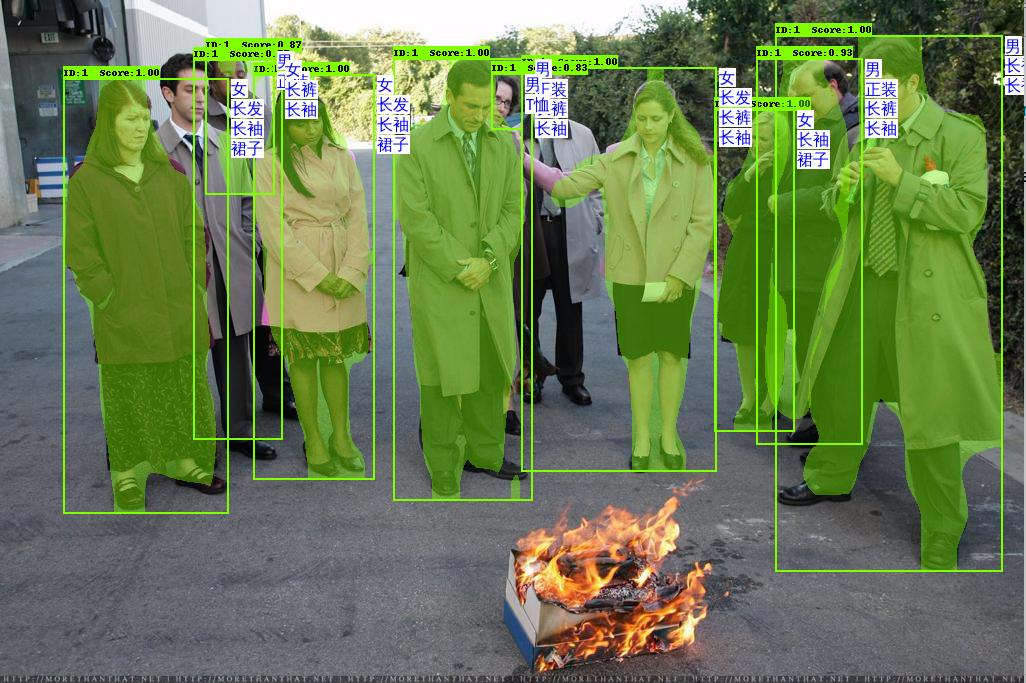 ID:1 Score:1.00
EXIT
ID:1 Score:0.87
ID:1 Score:0.
ID:1 Score:1.00
ID:1 Score:0.93
:1.00
ID:1
:0.83
ID:1 Score:1.00
ID:1
:1.00
core:1.00
女
长发
长袖
裙子
男
女
长裤
长袖
女
长发
长袖
裙子
男
男
正装
T恤
长裤
长袖
女
长发
长裤
长袖
女
长袖
裙子
男
正装
长裤
长袖
男
长
长
HTTP://MORETHANTHAT.NET | HTTP://MORETHANTHAT.NET | HTTP://MORETHANTHAT.NET | HTTP://MORETHANTHAT.NET | HTTP://MORETHANTHAT.NET | HTTP://MORETHANTHAT.NET